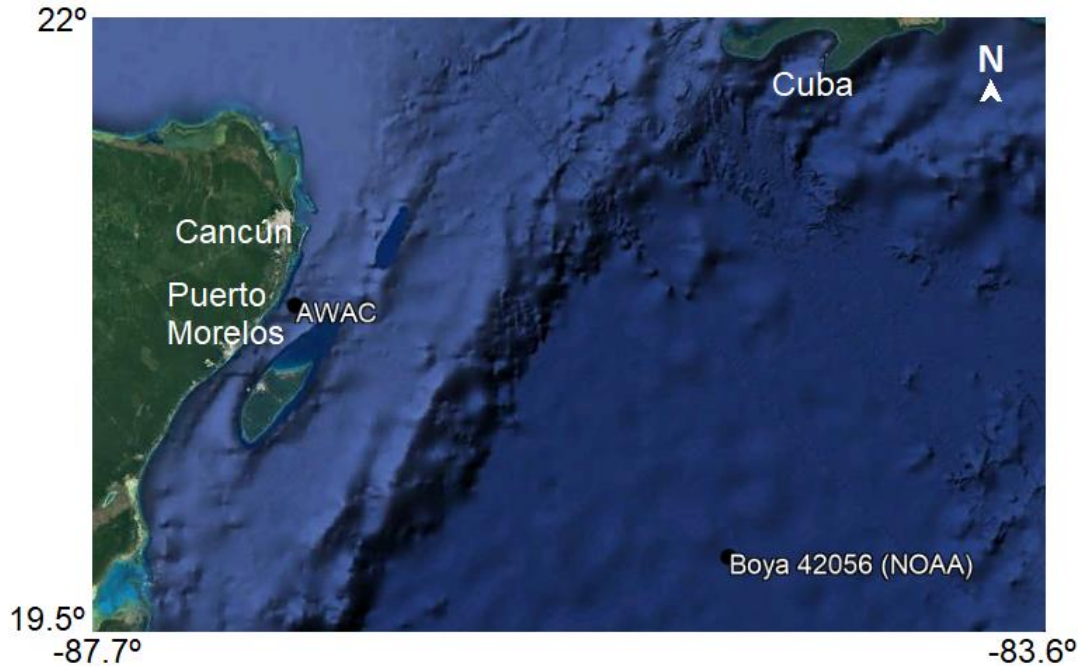 22º
N
Cuba
Cancún
Puerto
Morelos
AWAC
Boya 42056 (NOAA)
19.5º
-87.7º
-83.6º